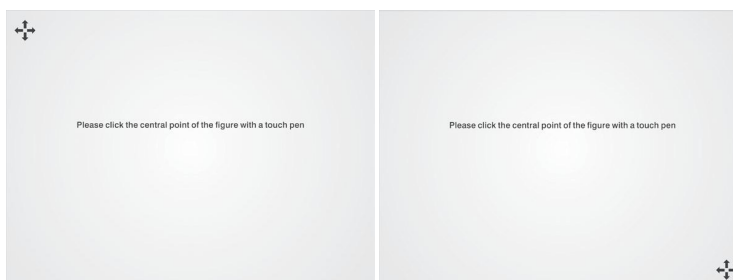 Please click the central point of the figure with a touch pen
Please click the central point of the figure with a touch pen